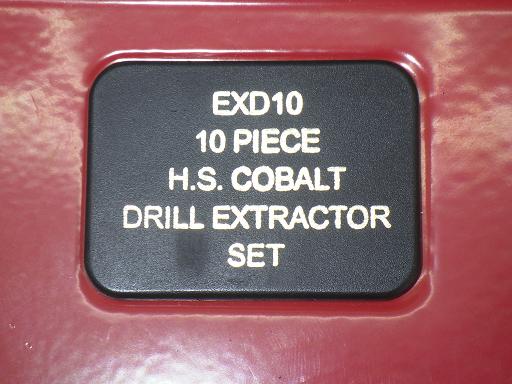 EXD10
10 PIECE
H.S. COBALT
DRILL EXTRACTOR
SET